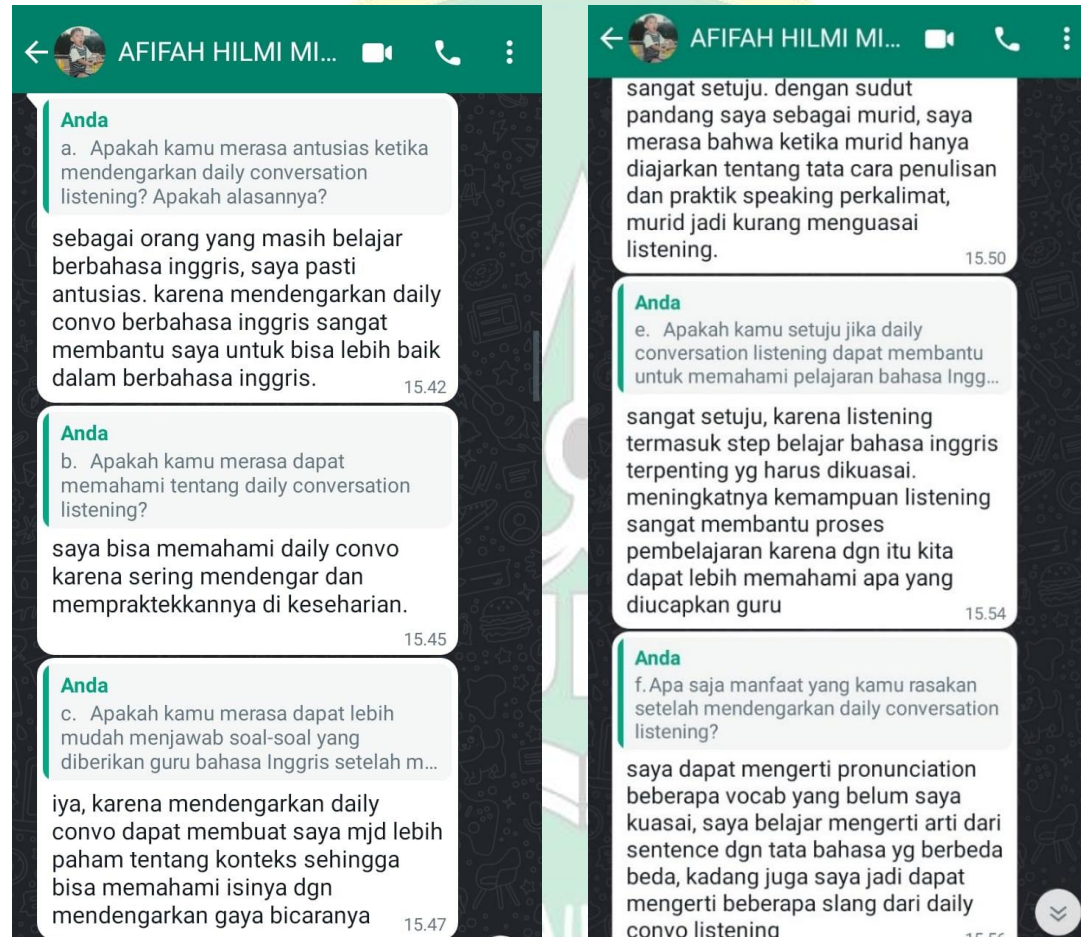 AFIFAH HILMI MI...
Anda
a. Apakah kamu merasa antusias ketika
mendengarkan daily conversation
listening? Apakah alasannya?
sebagai orang yang masih belajar
berbahasa inggris, saya pasti
antusias. karena mendengarkan daily
convo berbahasa inggris sangat
membantu saya untuk bisa lebih baik
dalam berbahasa inggris.
15.42
Anda
b. Apakah kamu merasa dapat
memahami tentang daily conversation
listening?
saya bisa memahami daily convo
karena sering mendengar dan
mempraktekkannya di keseharian.
15.45
Anda
c. Apakah kamu merasa dapat lebih
mudah menjawab soal-soal yang
diberikan guru bahasa Inggris setelah m...
iya, karena mendengarkan daily
convo dapat membuat saya mjd lebih
paham tentang konteks sehingga
bisa memahami isinya dgn
mendengarkan gaya bicaranya
15.47
AFIFAH HILMI MI...
sangat setuju. dengan sudut
pandang saya sebagai murid, saya
merasa bahwa ketika murid hanya
diajarkan tentang tata cara penulisan
dan praktik speaking perkalimat,
murid jadi kurang menguasai
listening.
15.50
Anda
e. Apakah kamu setuju jika daily
conversation listening dapat membantu
untuk memahami pelajaran bahasa Ingg...
sangat setuju, karena listening
termasuk step belajar bahasa inggris
terpenting yg harus dikuasai.
meningkatnya kemampuan listening
sangat membantu proses
pembelajaran karena dgn itu kita
dapat lebih memahami apa yang
diucapkan guru
15.54
Anda
f. Apa saja manfaat yang kamu rasakan
setelah mendengarkan daily conversation
listening?
saya dapat mengerti pronunciation
beberapa vocab yang belum saya
kuasai, saya belajar mengerti arti dari
sentence dgn tata bahasa yg berbeda
beda, kadang juga saya jadi dapat
mengerti beberapa slang dari daily
convo listening